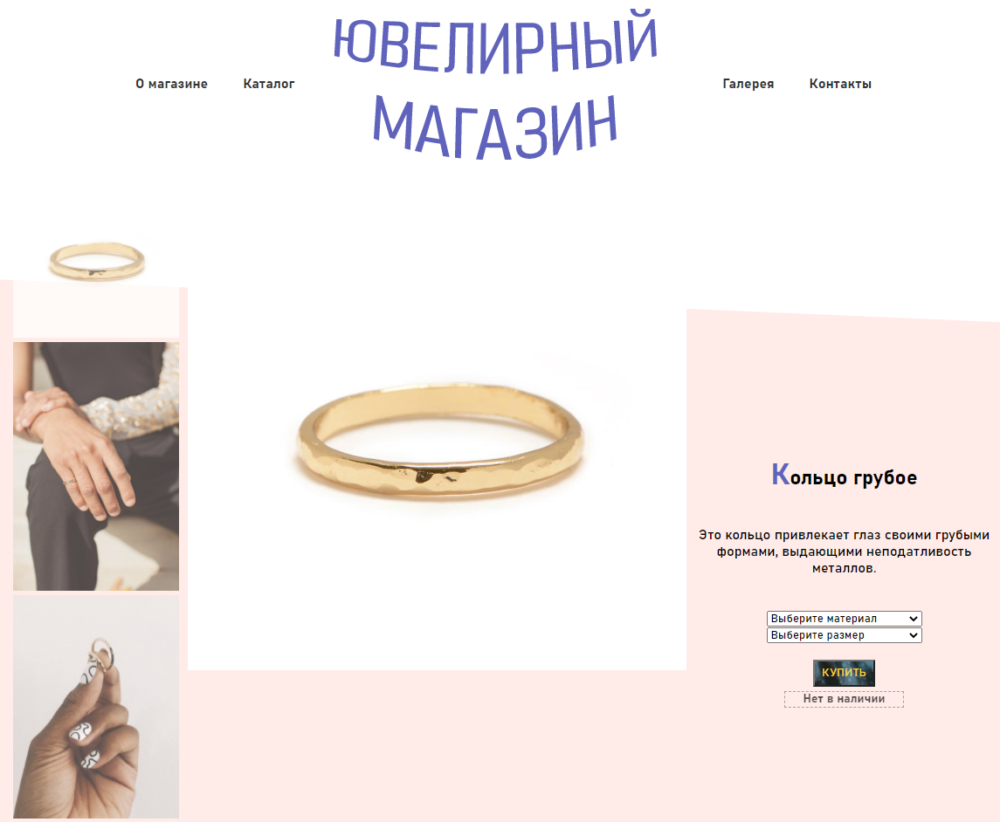 ЮВЕЛИРНЫЙ
МАГАЗИН
О магазине
Каталог
Галерея
Контакты
Кольцо грубое
Это кольцо привлекает глаз своими грубыми
формами, выдающими неподатливость
металлов.
Выберите материал
Выберите размер
КУПИТЬ
Нет в наличии